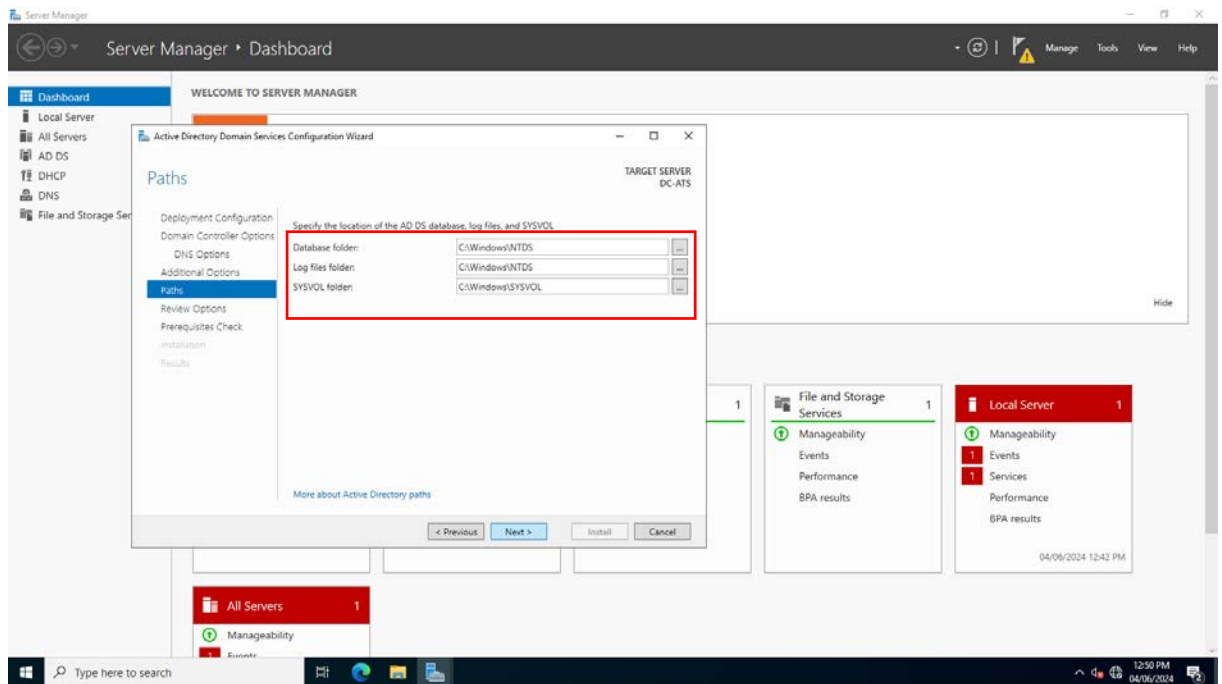 Server Manager
Server Manager • Dashboard
Manage Tools View Help
Dashboard
Local Server
All Servers
AD DS
DHCP
DNS
File and Storage Ser
WELCOME TO SERVER MANAGER
Active Directory Domain Services Configuration Wizard
Paths
TARGET SERVER
DC-ATS
Deployment Configuration
Domain Controller Options
DNS Options
Additional Options
Paths
Review Options
Prerequisites Check
Installation
Results
Specify the location of the AD DS database, log files, and SYSVOL
Database folder: C:\Windows\NTDS ...
Log files folder: C:\Windows\NTDS ...
SYSVOL folder: C:\Windows\SYSVOL ...
More about Active Directory paths
< Previous Next > Install Cancel
Hide
1
File and Storage
Services 1
Manageability
Events
Performance
BPA results
Local Server 1
Manageability
1 Events
1 Services
Performance
BPA results
04/06/2024 12:42 PM
All Servers 1
Manageability
1 Events
Type here to search
12:50 PM
04/06/2024
2